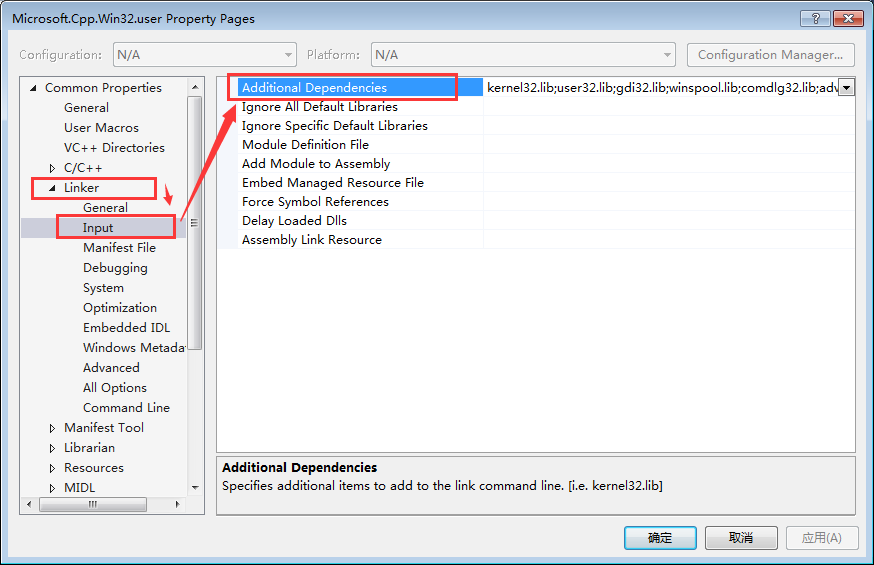 Microsoft.Cpp.Win32.user Property Pages
Configuration: N/A Platform: N/A Configuration Manager...
Common Properties
General
User Macros
VC++ Directories
C/C++
Linker
General
Input
Manifest File
Debugging
System
Optimization
Embedded IDL
Windows Metada
Advanced
All Options
Command Line
Manifest Tool
Librarian
Resources
MIDL
Additional Dependencies kernel32.lib;user32.lib;gdi32.lib;winspool.lib;comdlg32.lib;adv
Ignore All Default Libraries
Ignore Specific Default Libraries
Module Definition File
Add Module to Assembly
Embed Managed Resource File
Force Symbol References
Delay Loaded Dlls
Assembly Link Resource
Additional Dependencies
Specifies additional items to add to the link command line. [i.e. kernel32.lib]
确定 取消 应用(A)